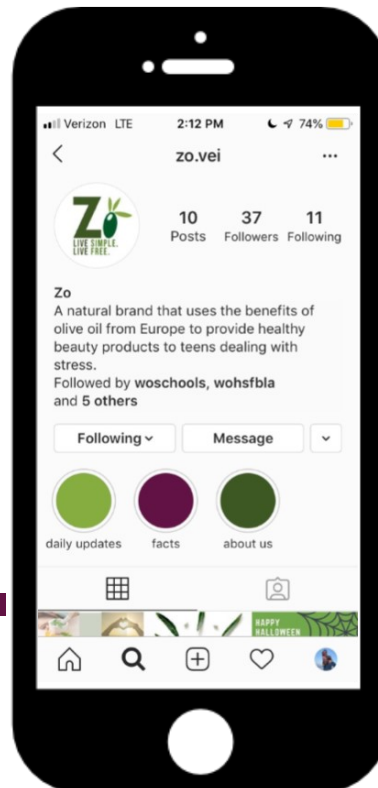 Verizon LTE 2:12 PM 74%
zo.vei
Zo
LIVE SIMPLE.
LIVE FREE.
10 37 11
Posts Followers Following
Zo
A natural brand that uses the benefits of
olive oil from Europe to provide healthy
beauty products to teens dealing with
stress.
Followed by woschools, wohsfbla
and 5 others
Following Message
daily updates facts about us
HAPPY
HALLOWEEN